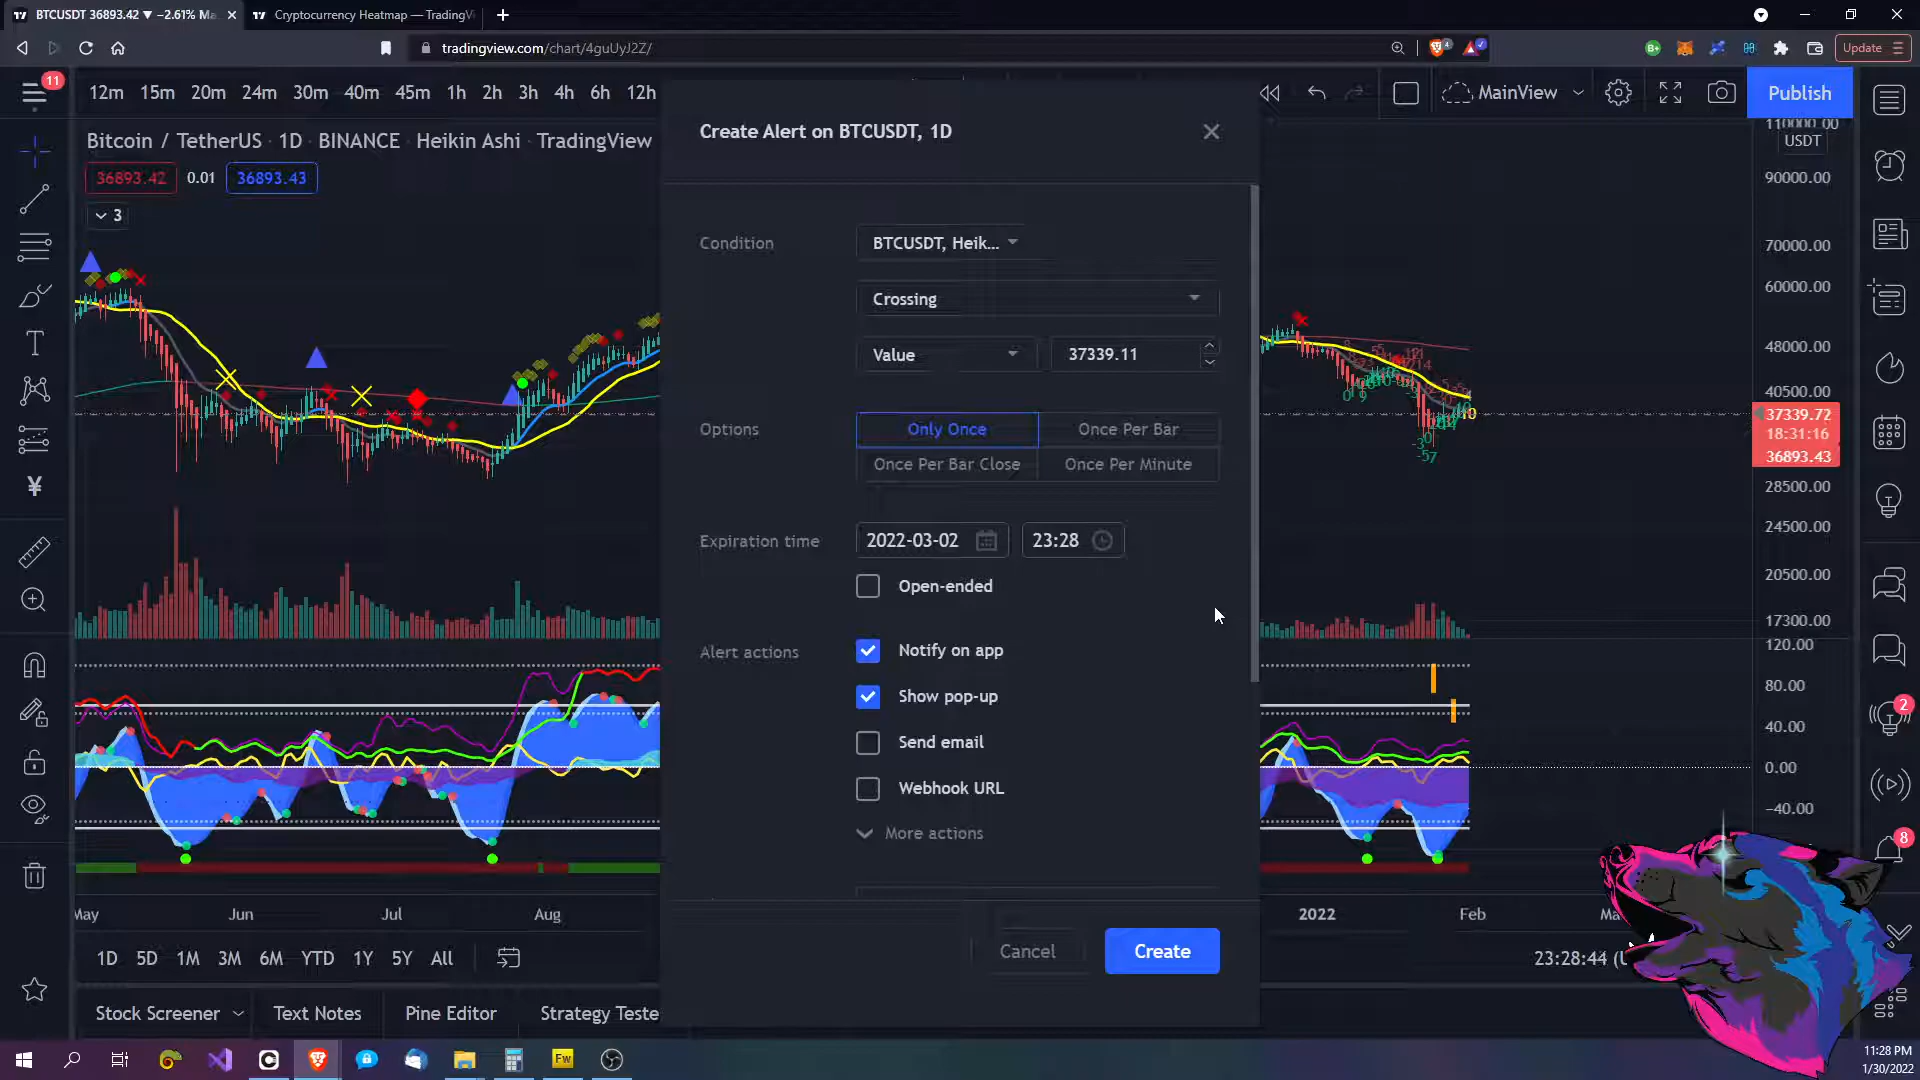 BTCUSDT 36893.42 ▼ −2.61% Ma
Cryptocurrency Heatmap — TradingV
tradingview.com/chart/4guUyJ2Z/
Update
11
12m 15m 20m 24m 30m 40m 45m 1h 2h 3h 4h 6h 12h
MainView
Publish
Bitcoin / TetherUS · 1D · BINANCE · Heikin Ashi · TradingView
36893.42 0.01 36893.43
3
Create Alert on BTCUSDT, 1D
Condition
BTCUSDT, Heik...
Crossing
Value
37339.11
Options
Only Once
Once Per Bar
Once Per Bar Close
Once Per Minute
Expiration time
2022-03-02
23:28
Open-ended
Alert actions
Notify on app
Show pop-up
Send email
Webhook URL
More actions
Cancel
Create
110000.00
USDT
90000.00
70000.00
60000.00
48000.00
40500.00
37339.72
18:31:16
36893.43
28500.00
24500.00
20500.00
17300.00
120.00
80.00
40.00
0.00
−40.00
2
8
May Jun Jul Aug
2022 Feb Ma
1D 5D 1M 3M 6M YTD 1Y 5Y All
23:28:44 (U
Stock Screener
Text Notes
Pine Editor
Strategy Teste
Fw
11:28 PM
1/30/2022